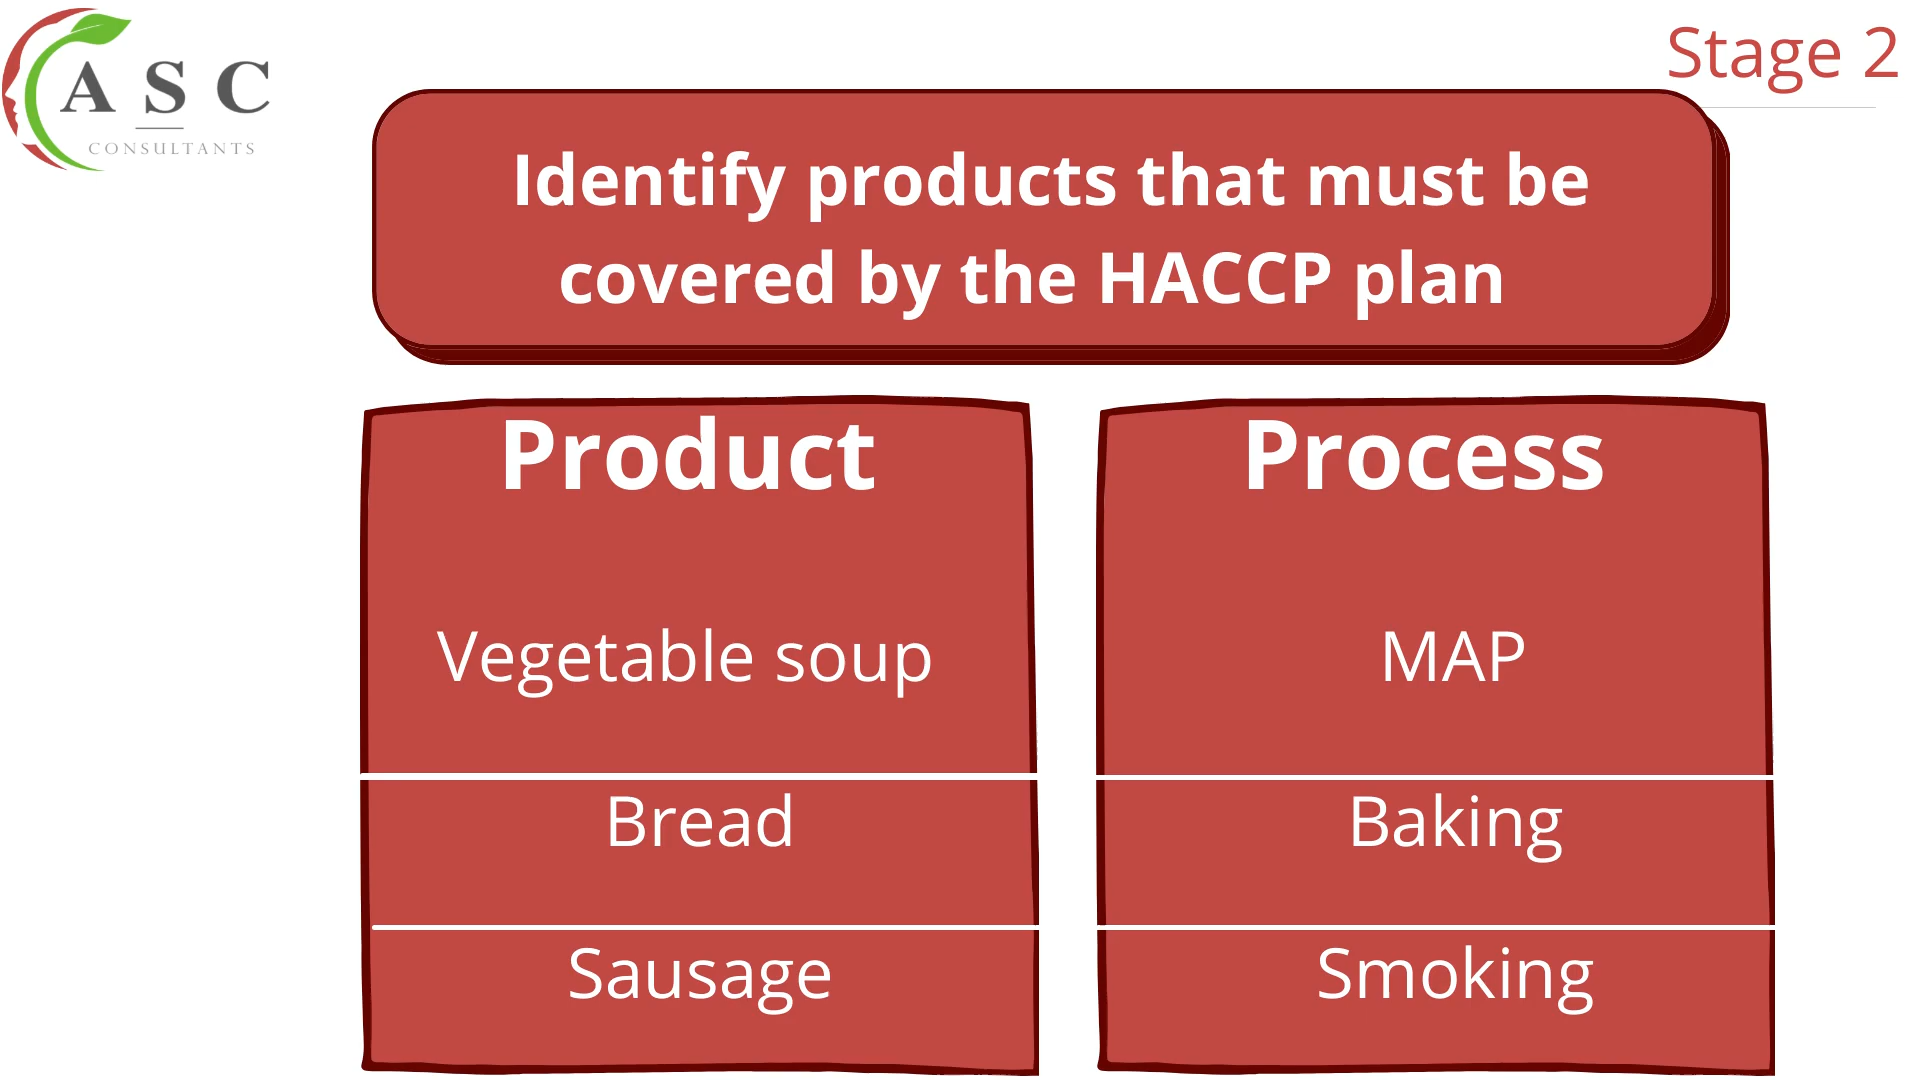 A S C
CONSULTANTS
Stage 2
Identify products that must be
covered by the HACCP plan
Product
Vegetable soup
Bread
Sausage
Process
MAP
Baking
Smoking